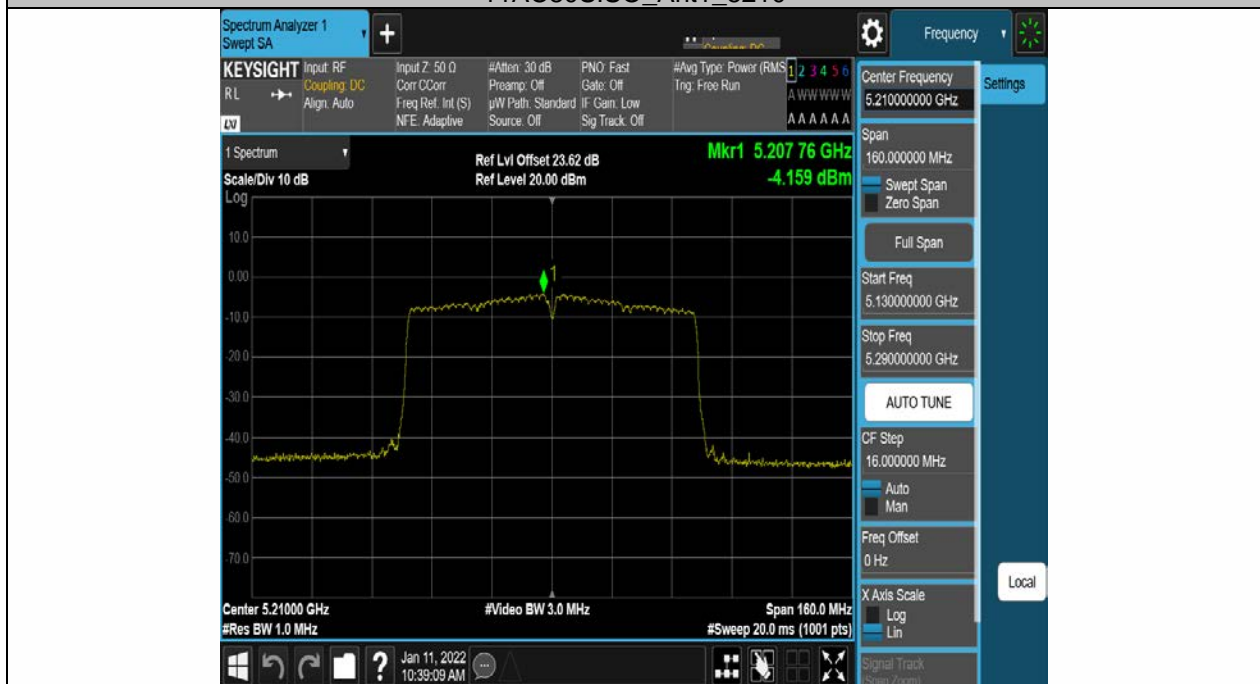 Spectrum Analyzer 1
Swept SA
+
Frequency
KEYSIGHT
RL
LXI
Input: RF
Coupling: DC
Align: Auto
Input Z: 50 Ω
Corr CCorr
Freq Ref: Int (S)
NFE: Adaptive
#Atten: 30 dB
Preamp: Off
µW Path: Standard
Source: Off
PNO: Fast
Gate: Off
IF Gain: Low
Sig Track: Off
#Avg Type: Power (RMS
Trig: Free Run
1 2 3 4 5 6
A W W W W W
A A A A A A
Center Frequency
5.210000000 GHz
Settings
Span
160.000000 MHz
Swept Span
Zero Span
Full Span
Start Freq
5.130000000 GHz
Stop Freq
5.290000000 GHz
AUTO TUNE
CF Step
16.000000 MHz
Auto
Man
Freq Offset
0 Hz
X Axis Scale
Log
Lin
Signal Track
(Span Zoom)
Local
1 Spectrum
Scale/Div 10 dB
Ref Lvl Offset 23.62 dB
Ref Level 20.00 dBm
Mkr1 5.207 76 GHz
-4.159 dBm
Log
10.0
0.00
-10.0
-20.0
-30.0
-40.0
-50.0
-60.0
-70.0
1
Center 5.21000 GHz
#Res BW 1.0 MHz
#Video BW 3.0 MHz
Span 160.0 MHz
#Sweep 20.0 ms (1001 pts)
?
Jan 11, 2022
10:39:09 AM